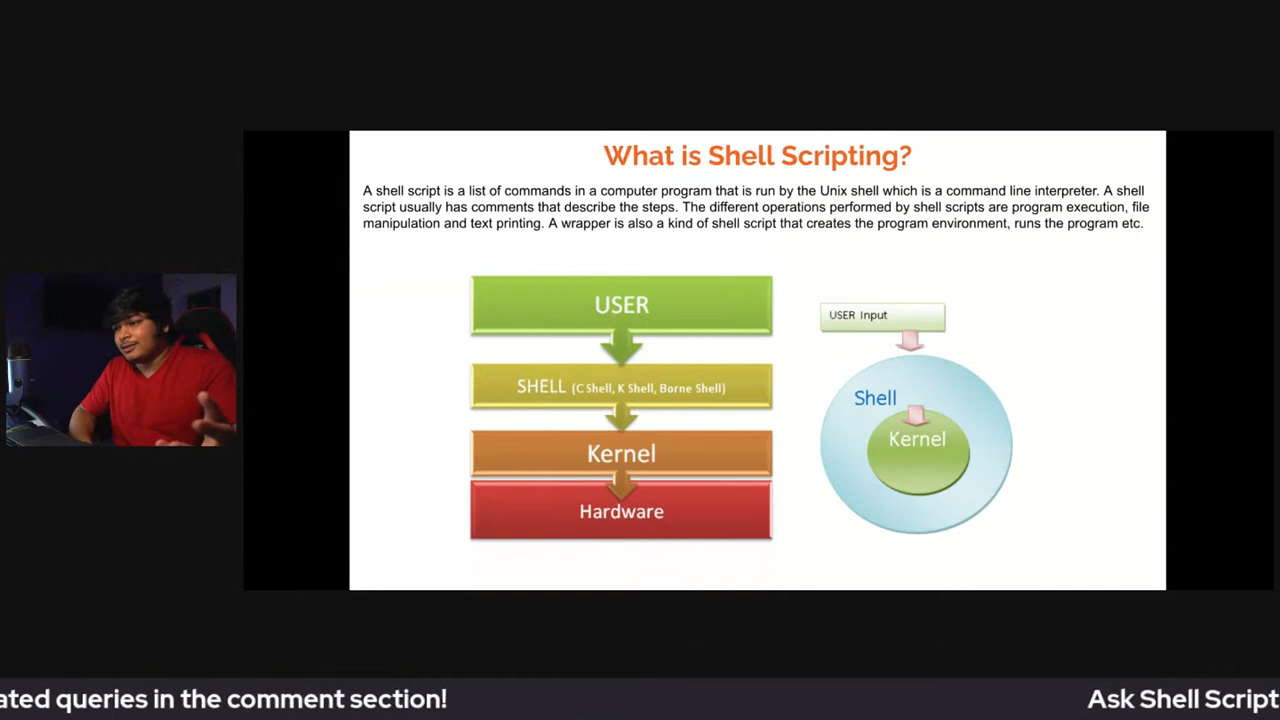 What is Shell Scripting?
A shell script is a list of commands in a computer program that is run by the Unix shell which is a command line interpreter. A shell
script usually has comments that describe the steps. The different operations performed by shell scripts are program execution, file
manipulation and text printing. A wrapper is also a kind of shell script that creates the program environment, runs the program etc.
USER
SHELL (C Shell, K Shell, Borne Shell)
Kernel
Hardware
USER Input
Shell
Kernel
ated queries in the comment section!
Ask Shell Script